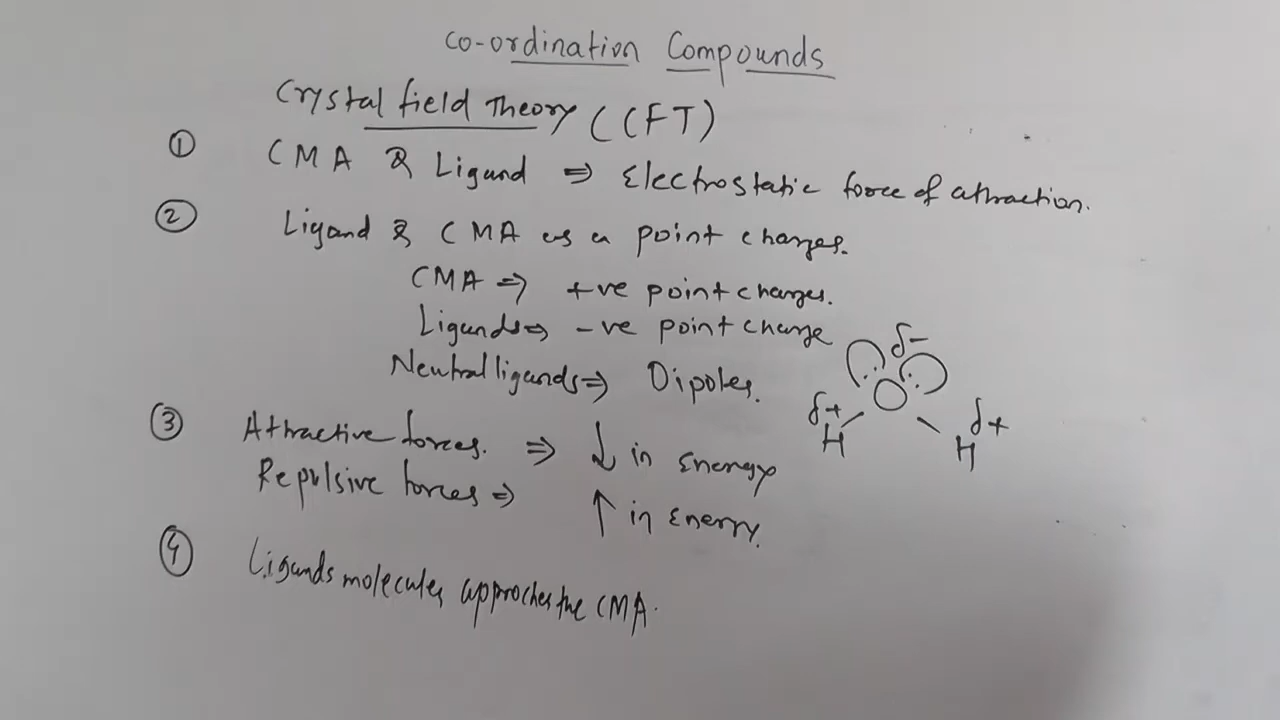 Co-ordination Compounds
Crystal field Theory (CFT)
① CMA & Ligand ⇒ Electrostatic force of attraction.
② Ligand & CMA as a point charges.
CMA ⇒ +ve point charges.
Ligands ⇒ -ve point charge
Neutral ligands ⇒ Dipoles.
δ-
O
δ+ H
H δ+
③ Attractive forces. ⇒ ↓ in energy
Repulsive forces ⇒ ↑ in Energy.
④ Ligands molecules approches the CMA.